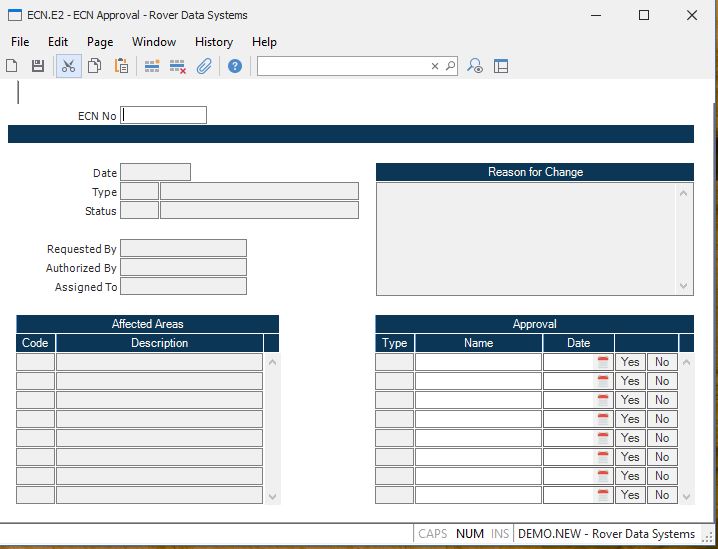 ECN.E2 - ECN Approval - Rover Data Systems
File Edit Page Window History Help
ECN No
Date
Type
Status
Reason for Change
Requested By
Authorized By
Assigned To
Affected Areas
Code Description
Approval
Type Name Date
Yes No
Yes No
Yes No
Yes No
Yes No
Yes No
Yes No
Yes No
CAPS NUM INS DEMO.NEW - Rover Data Systems